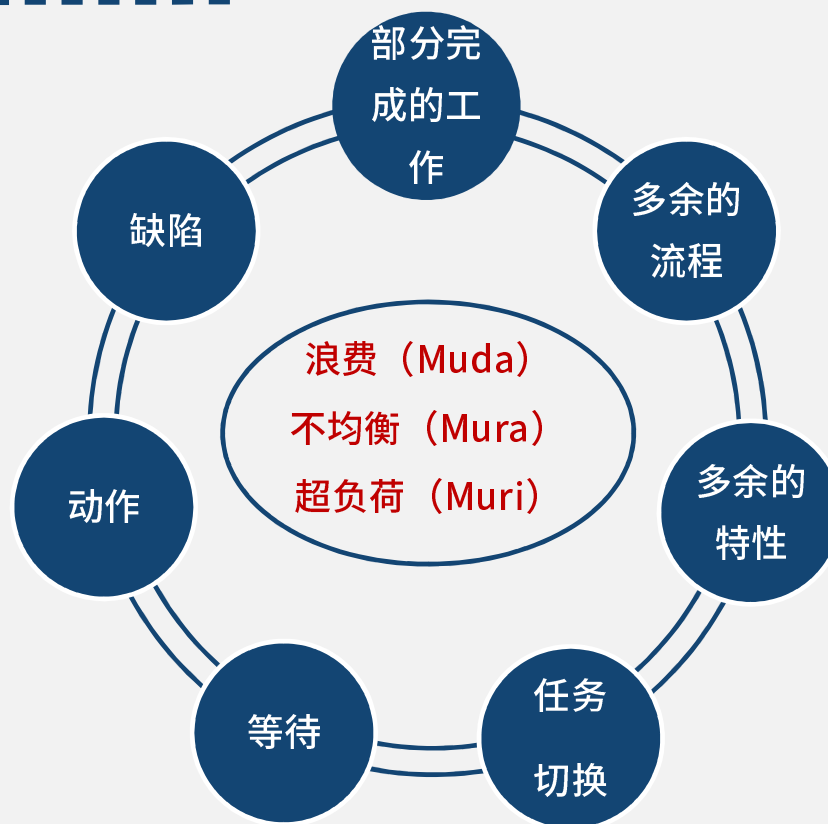 部分完
成的工
作
多余的
流程
缺陷
浪费（Muda）
不均衡（Mura）
超负荷（Muri）
多余的
特性
动作
任务
切换
等待